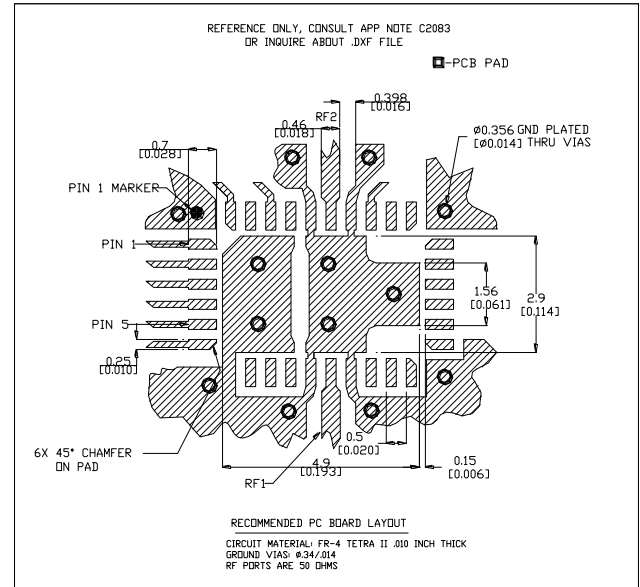 REFERENCE ONLY, CONSULT APP NOTE C2083
OR INQUIRE ABOUT .DXF FILE
-PCB PAD
0.398
[0.016]
RF2
0.46
[0.018]
0.7
[0.028]
Ø0.356 GND PLATED
[Ø0.014] THRU VIAS
PIN 1 MARKER
PIN 1
1.56
[0.061]
2.9
[0.114]
PIN 5
0.25
[0.010]
6X 45° CHAMFER
ON PAD
0.5
[0.020]
4.9
[0.193]
0.15
[0.006]
RF1
RECOMMENDED PC BOARD LAYOUT
CIRCUIT MATERIAL: FR-4 TETRA II .010 INCH THICK
GROUND VIAS: Ø.34/.014
RF PORTS ARE 50 OHMS